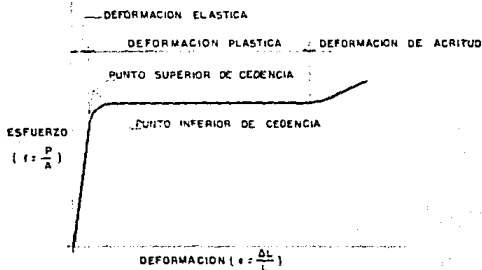 DEFORMACION ELASTICA
DEFORMACION PLASTICA
DEFORMACION DE ACRITUD
PUNTO SUPERIOR DE CEDENCIA
PUNTO INFERIOR DE CEDENCIA
ESFUERZO
( f = P/A )
DEFORMACION ( e = ΔL/L )